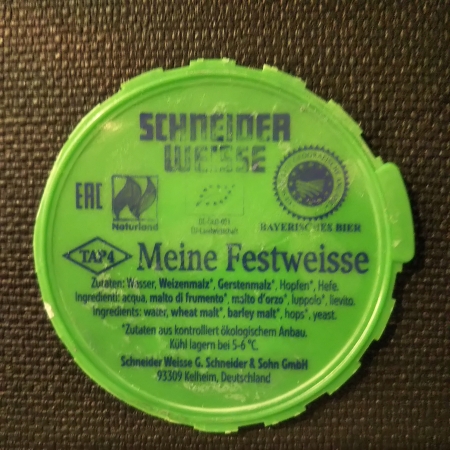 SCHNEIDER
WEISSE
EAC
Naturland
EU-Landwirtschaft
BAYERISCHES BIER
TAP4 Meine Festweisse
Zutaten: Wasser, Weizenmalz*, Gerstenmalz*, Hopfen*, Hefe.
Ingredienti: acqua, malto di frumento*, malto d'orzo*, luppolo*, lievito.
Ingredients: water, wheat malt*, barley malt*, hops*, yeast.
*Zutaten aus kontrolliert ökologischem Anbau.
Kühl lagern bei 5-6 °C.
Schneider Weisse G. Schneider & Sohn GmbH
93309 Kelheim, Deutschland